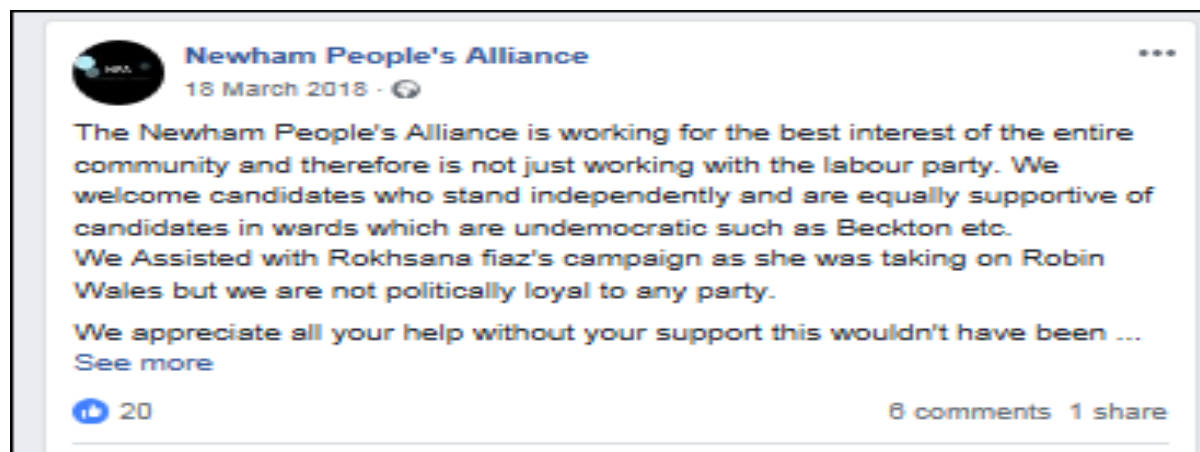 NPA
Newham People's Alliance
18 March 2018 ·
The Newham People's Alliance is working for the best interest of the entire
community and therefore is not just working with the labour party. We
welcome candidates who stand independently and are equally supportive of
candidates in wards which are undemocratic such as Beckton etc.
We Assisted with Rokhsana fiaz's campaign as she was taking on Robin
Wales but we are not politically loyal to any party.
We appreciate all your help without your support this wouldn't have been ...
See more
20
6 comments 1 share